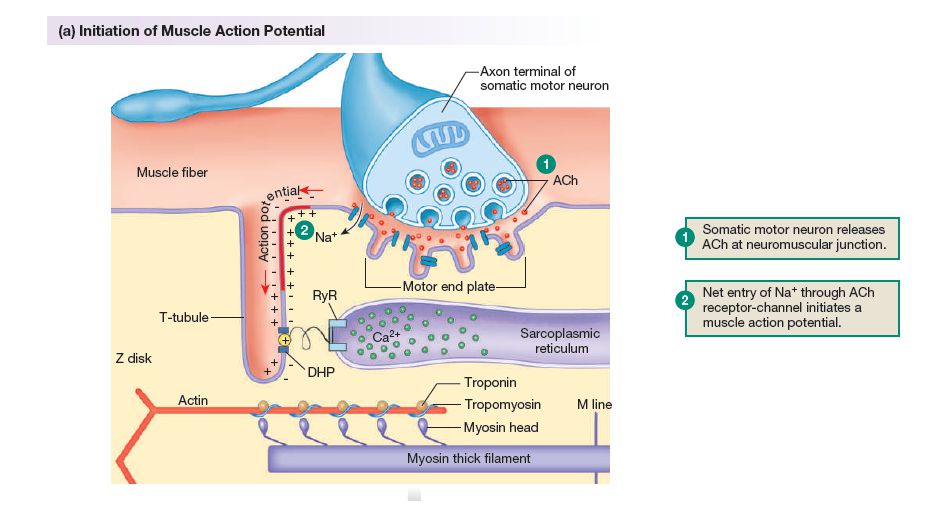 (a) Initiation of Muscle Action Potential
Axon terminal of
somatic motor neuron
1
Muscle fiber
ACh
Action potential
2
Na⁺
Motor end plate
RyR
T-tubule
Ca²⁺
Sarcoplasmic
reticulum
Z disk
DHP
Troponin
Actin
Tropomyosin
M line
Myosin head
Myosin thick filament
1 Somatic motor neuron releases
ACh at neuromuscular junction.
2 Net entry of Na⁺ through ACh
receptor-channel initiates a
muscle action potential.